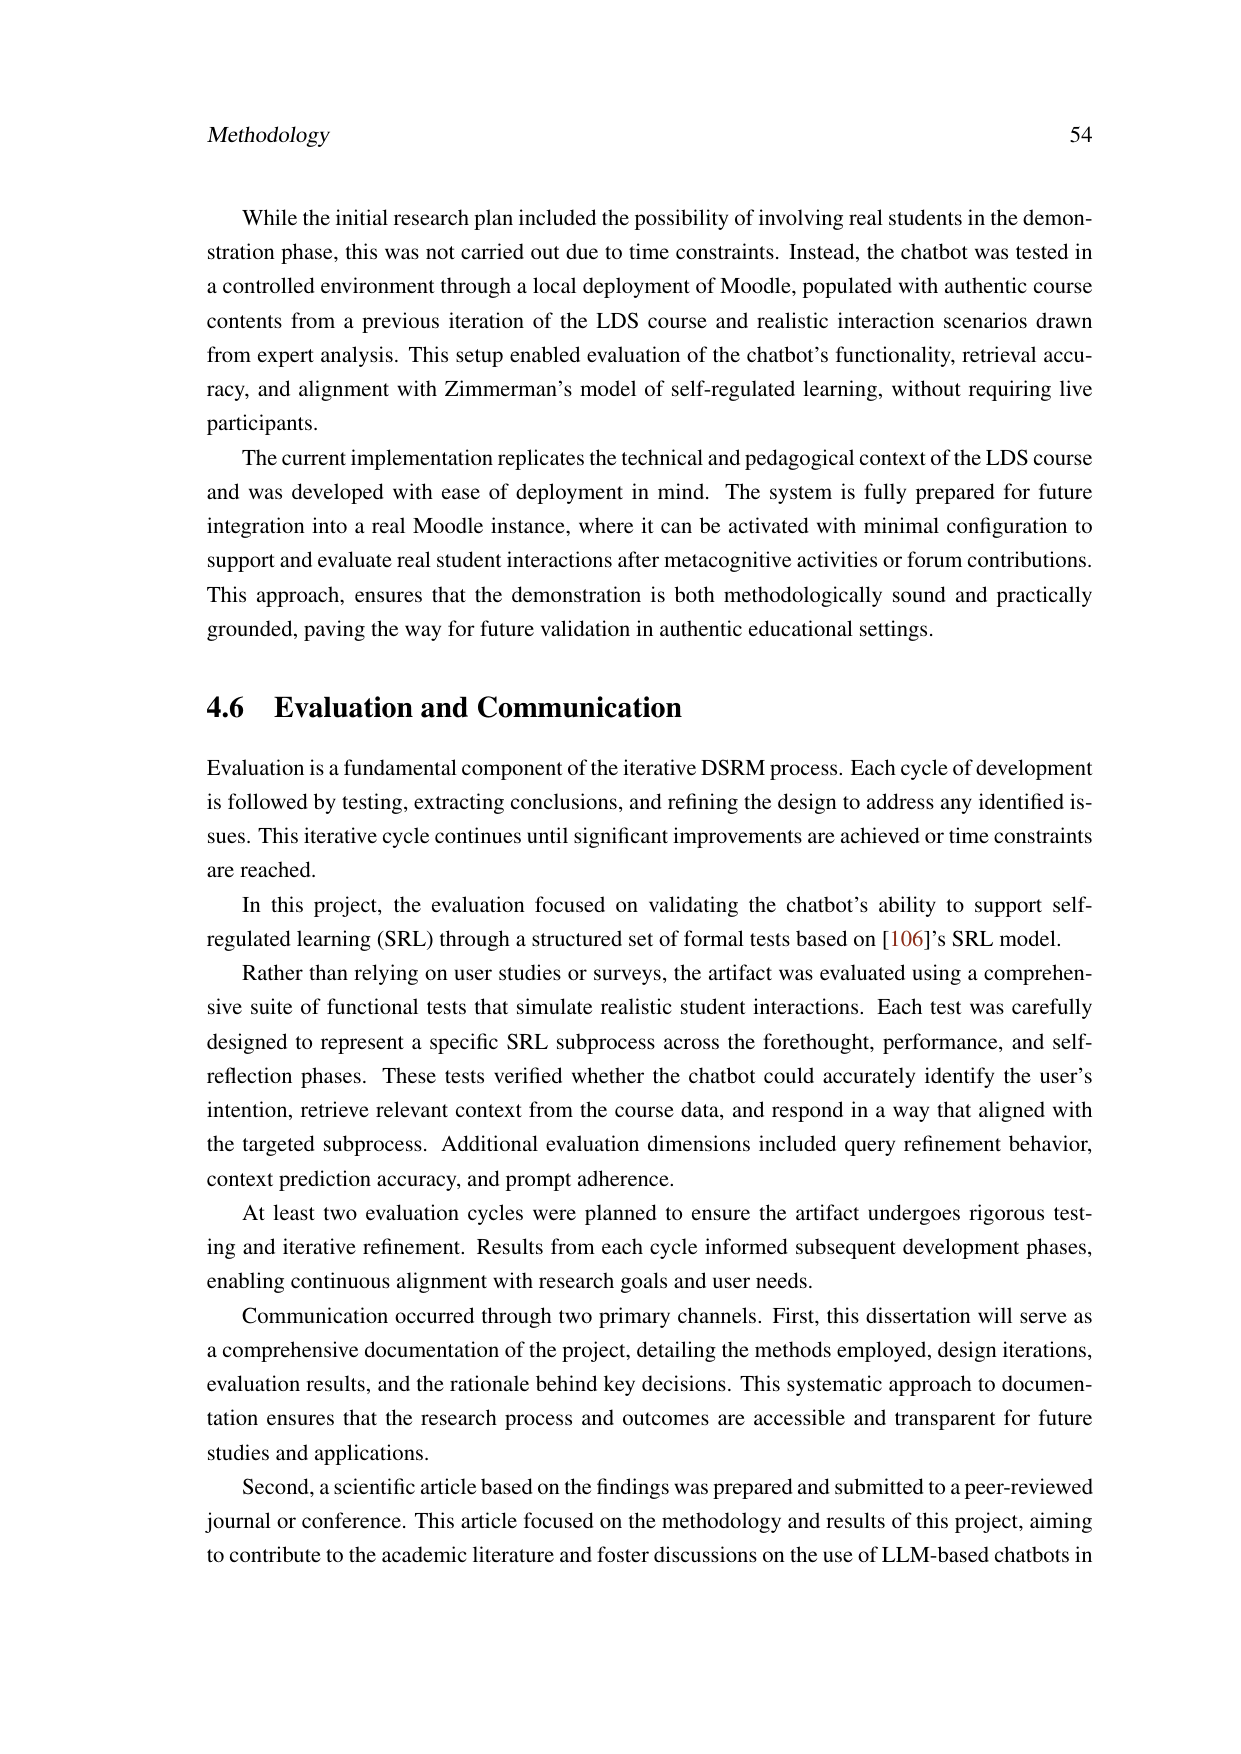 Methodology 54
While the initial research plan included the possibility of involving real students in the demon-
stration phase, this was not carried out due to time constraints. Instead, the chatbot was tested in
a controlled environment through a local deployment of Moodle, populated with authentic course
contents from a previous iteration of the LDS course and realistic interaction scenarios drawn
from expert analysis. This setup enabled evaluation of the chatbot’s functionality, retrieval accu-
racy, and alignment with Zimmerman’s model of self-regulated learning, without requiring live
participants.
The current implementation replicates the technical and pedagogical context of the LDS course
and was developed with ease of deployment in mind. The system is fully prepared for future
integration into a real Moodle instance, where it can be activated with minimal configuration to
support and evaluate real student interactions after metacognitive activities or forum contributions.
This approach, ensures that the demonstration is both methodologically sound and practically
grounded, paving the way for future validation in authentic educational settings.
4.6 Evaluation and Communication
Evaluation is a fundamental component of the iterative DSRM process. Each cycle of development
is followed by testing, extracting conclusions, and refining the design to address any identified is-
sues. This iterative cycle continues until significant improvements are achieved or time constraints
are reached.
In this project, the evaluation focused on validating the chatbot’s ability to support self-
regulated learning (SRL) through a structured set of formal tests based on [106]’s SRL model.
Rather than relying on user studies or surveys, the artifact was evaluated using a comprehen-
sive suite of functional tests that simulate realistic student interactions. Each test was carefully
designed to represent a specific SRL subprocess across the forethought, performance, and self-
reflection phases. These tests verified whether the chatbot could accurately identify the user’s
intention, retrieve relevant context from the course data, and respond in a way that aligned with
the targeted subprocess. Additional evaluation dimensions included query refinement behavior,
context prediction accuracy, and prompt adherence.
At least two evaluation cycles were planned to ensure the artifact undergoes rigorous test-
ing and iterative refinement. Results from each cycle informed subsequent development phases,
enabling continuous alignment with research goals and user needs.
Communication occurred through two primary channels. First, this dissertation will serve as
a comprehensive documentation of the project, detailing the methods employed, design iterations,
evaluation results, and the rationale behind key decisions. This systematic approach to documen-
tation ensures that the research process and outcomes are accessible and transparent for future
studies and applications.
Second, a scientific article based on the findings was prepared and submitted to a peer-reviewed
journal or conference. This article focused on the methodology and results of this project, aiming
to contribute to the academic literature and foster discussions on the use of LLM-based chatbots in